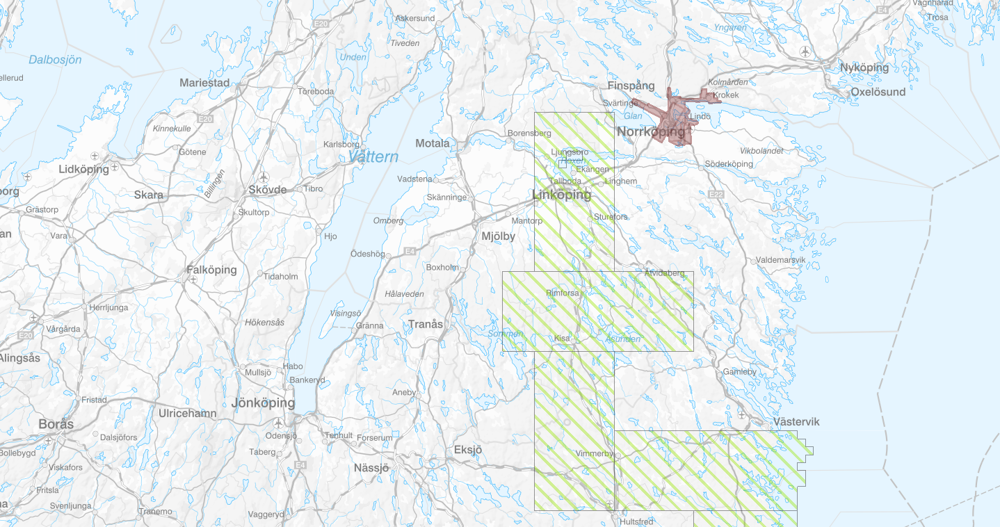 Vagnhärad
E4
Trosa
Askersund
E20
Yngaren
Tiveden
Dalbosjön
Unden
ellerud
Nyköping
Mariestad
Kolmården
Finspång
Töreboda
Oxelösund
Krokek
Svärtinge
Glan
Lindö
E20
Kinnekulle
Norrköping
Borensberg
Karlsborg
Motala
Götene
Ljungsbro
Vikbolandet
Vättern
Roxen
Söderköping
Lidköping
Ekängen
Billingen
Vadstena
Tallboda
Linghem
org
Skövde
Tibro
Skara
Skänninge
Linköping
E22
Grästorp
Skultorp
Sturefors
Omberg
Mantorp
an
Vara
Hjo
Mjölby
E4
Ödeshög
Valdemarsvik
Falköping
Boxholm
Åtvidaberg
Tidaholm
Hålaveden
Rimforsa
Herrljunga
Visingsö
Hökensås
Gränna
Tranås
Vårgårda
Sommen
E20
Kisa
Åsunden
Alingsås
Habo
Mullsjö
Gamleby
Bankeryd
Aneby
Fristad
Jönköping
Ulricehamn
Borås
Västervik
Odensjö
Tenhult
Forserum
Dalsjöfors
Bollebygd
Taberg
Eksjö
Vimmerby
E4
Nässjö
Viskafors
Fritsla
Svenljunga
na
Tranemo
Vaggeryd
Hultsfred